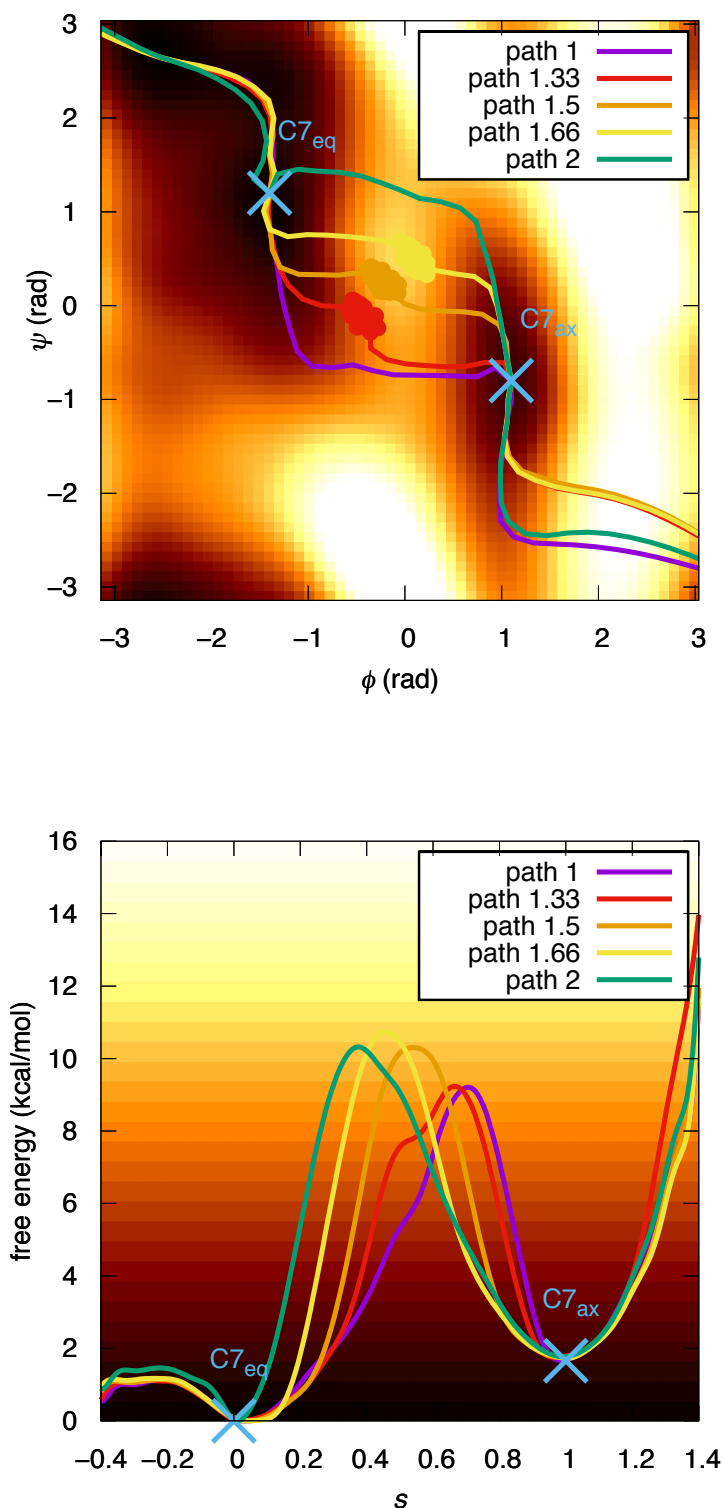 3
2
1
0
−1
−2
−3
ψ (rad)
path 1
path 1.33
path 1.5
path 1.66
path 2
C7eq
C7ax
−3 −2 −1 0 1 2 3
ϕ (rad)
16
14
12
10
8
6
4
2
0
free energy (kcal/mol)
path 1
path 1.33
path 1.5
path 1.66
path 2
C7ax
C7eq
−0.4 −0.2 0 0.2 0.4 0.6 0.8 1 1.2 1.4
s